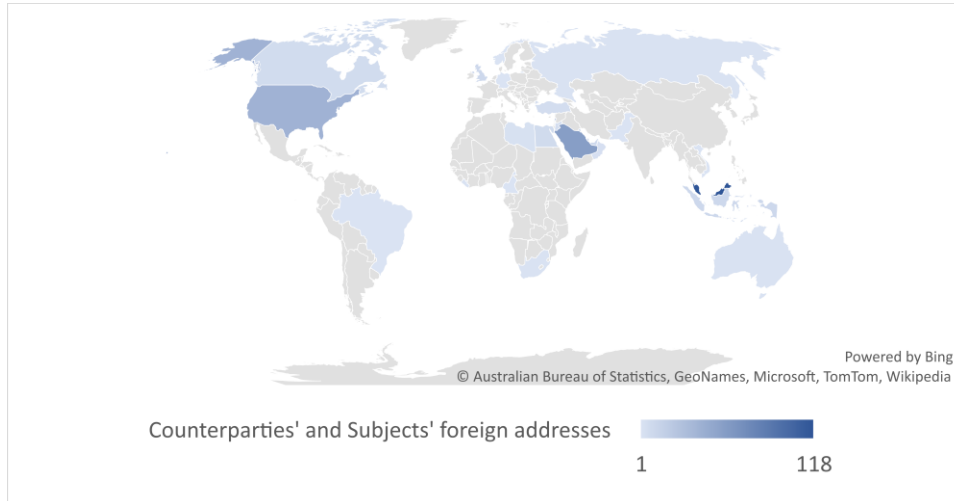 Powered by Bing
© Australian Bureau of Statistics, GeoNames, Microsoft, TomTom, Wikipedia
Counterparties' and Subjects' foreign addresses
1 118